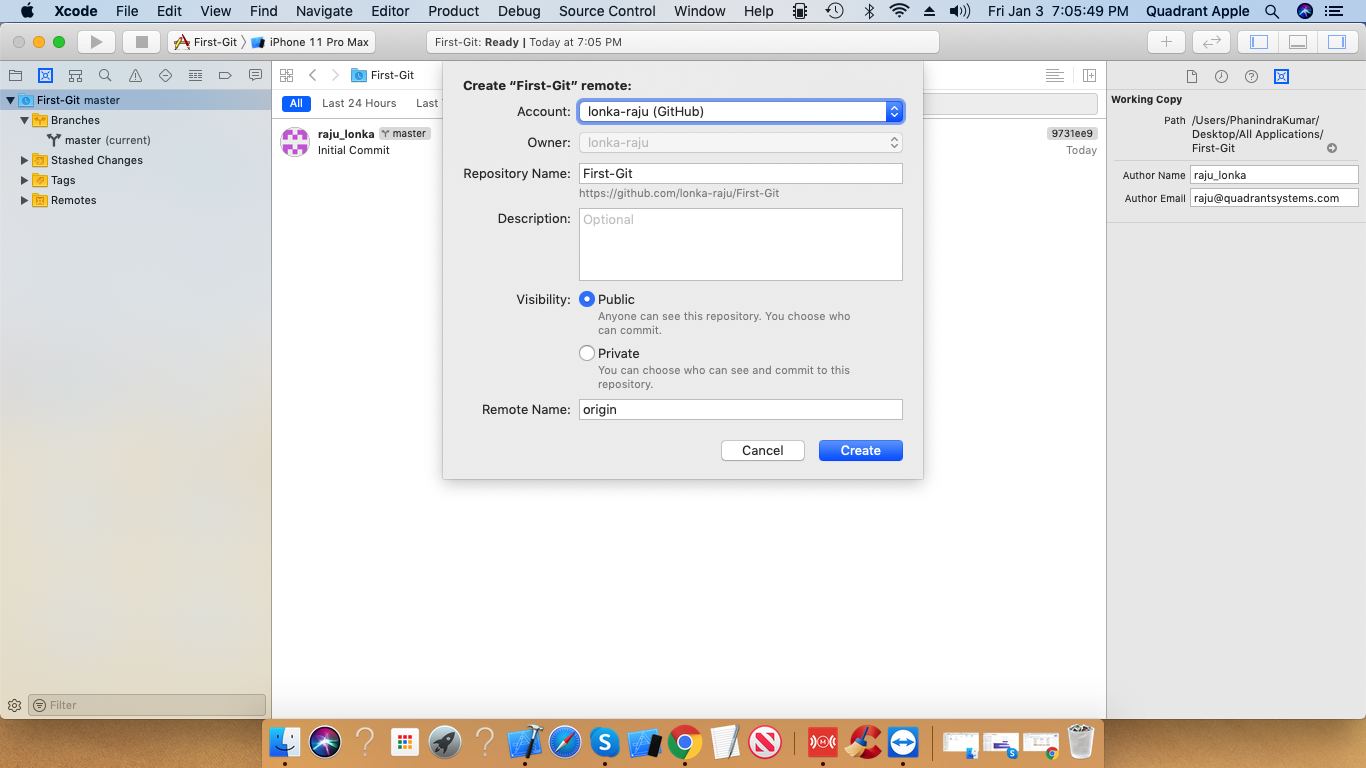 Xcode File Edit View Find Navigate Editor Product Debug Source Control Window Help Fri Jan 3 7:05:49 PM Quadrant Apple
First-Git iPhone 11 Pro Max
First-Git: Ready | Today at 7:05 PM
First-Git master
Branches
master (current)
Stashed Changes
Tags
Remotes
Filter
First-Git
All Last 24 Hours Last
raju_lonka master
Initial Commit
9731ee9
Today
Create “First-Git” remote:
Account: lonka-raju (GitHub)
Owner: lonka-raju
Repository Name: First-Git
https://github.com/lonka-raju/First-Git
Description: Optional
Visibility: Public
Anyone can see this repository. You choose who
can commit.
Private
You can choose who can see and commit to this
repository.
Remote Name: origin
Cancel Create
Working Copy
Path /Users/PhanindraKumar/
Desktop/All Applications/
First-Git
Author Name raju_lonka
Author Email raju@quadrantsystems.com